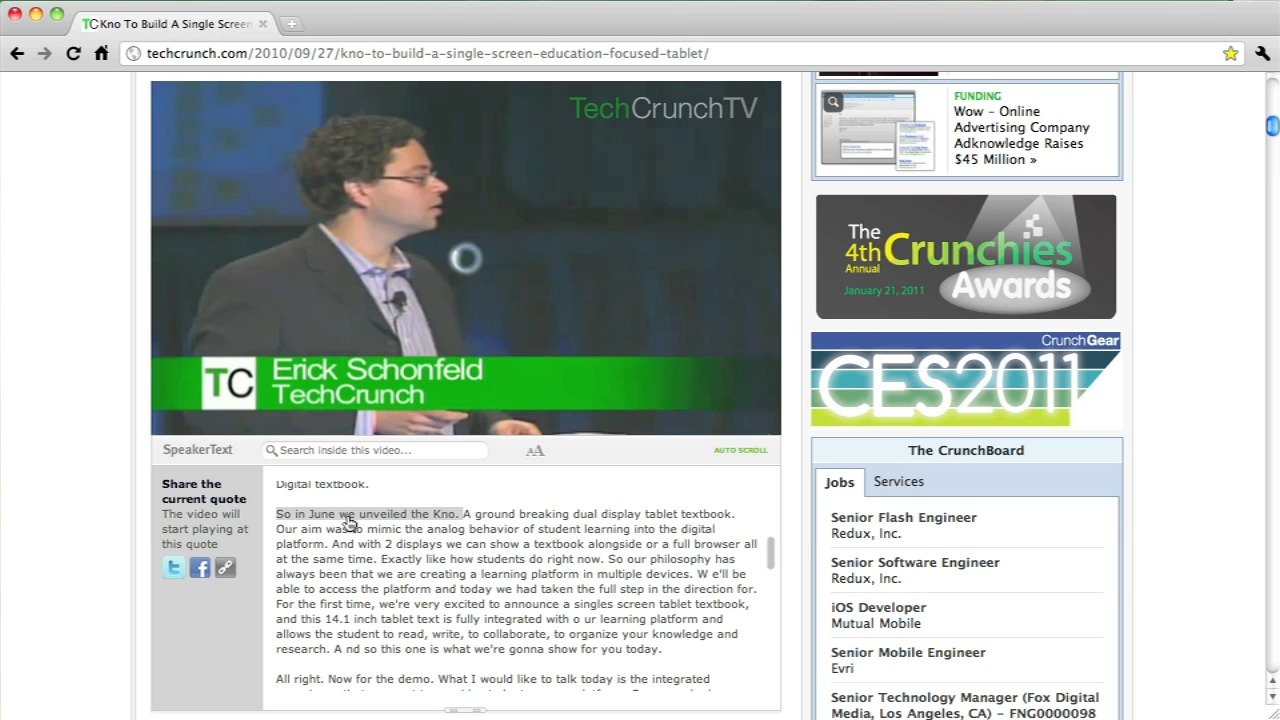 TC Kno To Build A Single Screen
techcrunch.com/2010/09/27/kno-to-build-a-single-screen-education-focused-tablet/
TechCrunchTV
TC
Erick Schonfeld
TechCrunch
SpeakerText
Search inside this video...
AA
AUTO SCROLL
Share the
current quote
The video will
start playing at
this quote
Digital textbook.
So in June we unveiled the Kno. A ground breaking dual display tablet textbook.
Our aim was to mimic the analog behavior of student learning into the digital
platform. And with 2 displays we can show a textbook alongside or a full browser all
at the same time. Exactly like how students do right now. So our philosophy has
always been that we are creating a learning platform in multiple devices. W e'll be
able to access the platform and today we had taken the full step in the direction for.
For the first time, we're very excited to announce a singles screen tablet textbook,
and this 14.1 inch tablet text is fully integrated with o ur learning platform and
allows the student to read, write, to collaborate, to organize your knowledge and
research. A nd so this one is what we're gonna show for you today.
All right. Now for the demo. What I would like to talk today is the integrated
FUNDING
Wow – Online
Advertising Company
Adknowledge Raises
$45 Million »
The
4th
Annual
Crunchies
Awards
January 21, 2011
CrunchGear
CES2011
The CrunchBoard
Jobs
Services
Senior Flash Engineer
Redux, Inc.
Senior Software Engineer
Redux, Inc.
iOS Developer
Mutual Mobile
Senior Mobile Engineer
Evri
Senior Technology Manager (Fox Digital
Media, Los Angeles, CA) – FNG0000098